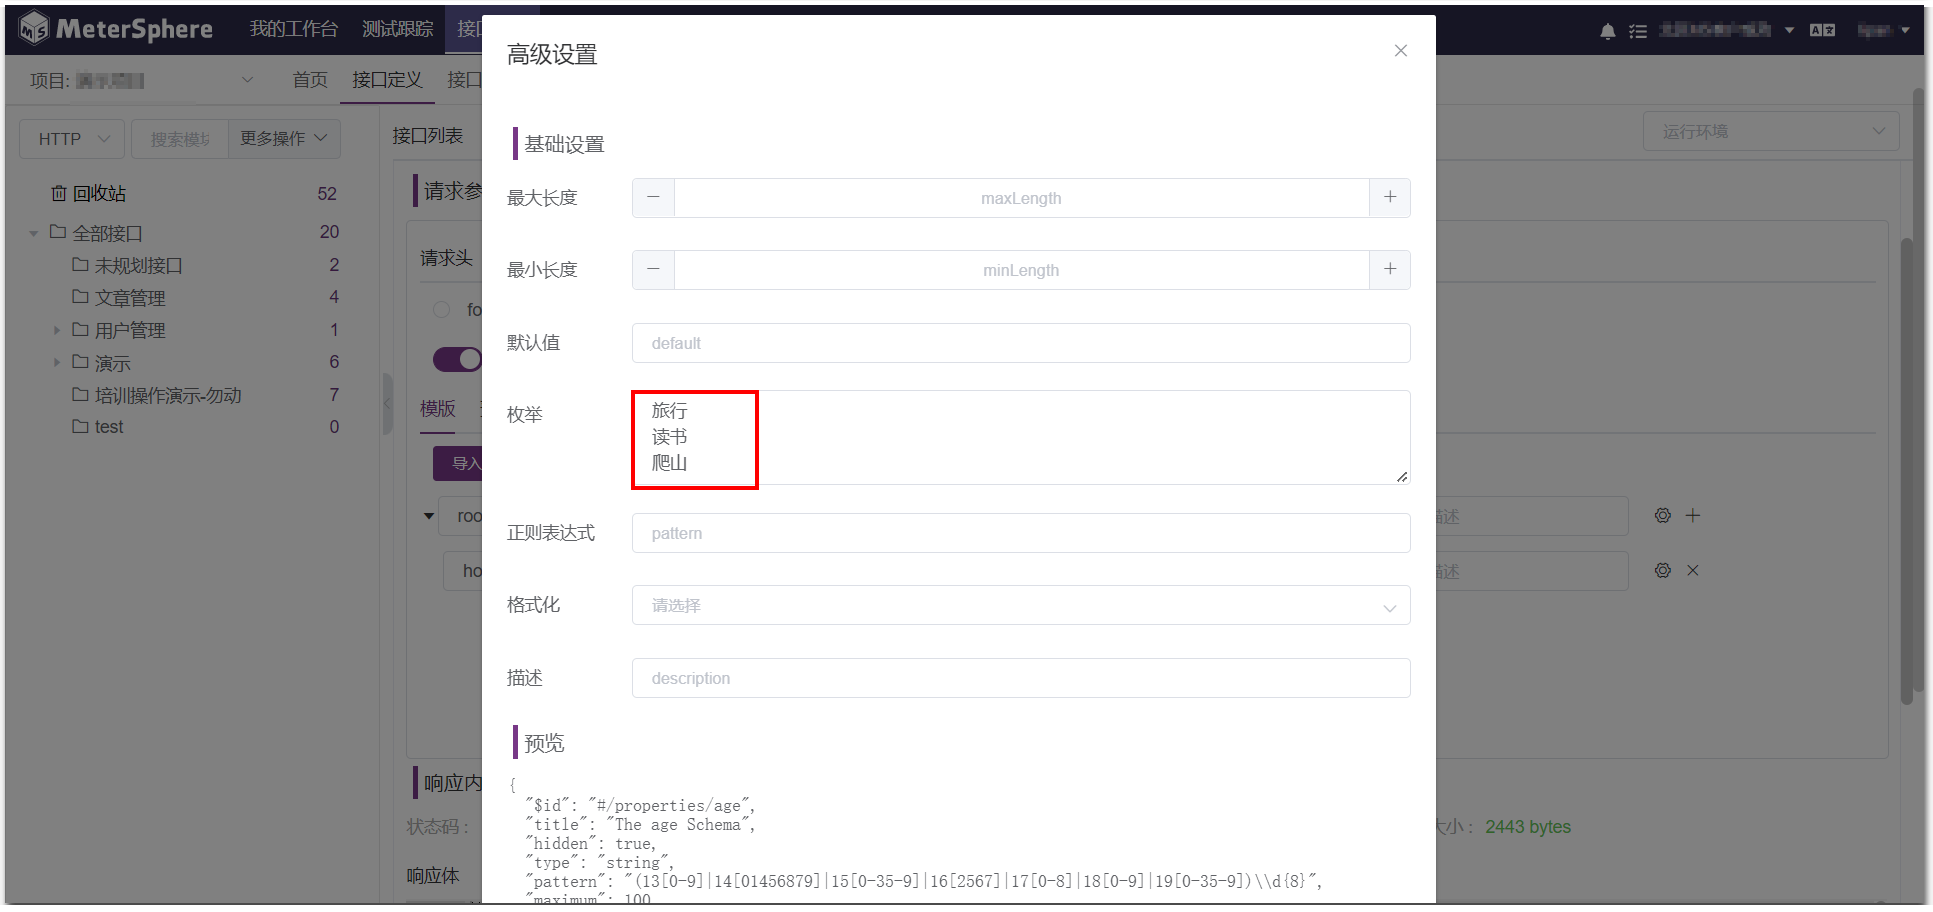 MeterSphere 我的工作台 测试跟踪
项目: 首页 接口定义 接口
HTTP 搜索模块 更多操作 接口列表 运行环境
回收站 52
全部接口 20
未规划接口 2
文章管理 4
用户管理 1
演示 6
培训操作演示-勿动 7
test 0
请求参
请求头
模版
导入
响应内
状态码：
大小： 2443 bytes
响应体
描述
描述
高级设置
基础设置
最大长度 maxLength
最小长度 minLength
默认值 default
枚举 旅行
读书
爬山
正则表达式 pattern
格式化 请选择
描述 description
预览
{
"$id": "#/properties/age",
"title": "The age Schema",
"hidden": true,
"type": "string",
"pattern": "(13[0-9]|14[01456879]|15[0-35-9]|16[2567]|17[0-8]|18[0-9]|19[0-35-9])\\d{8}",
"maximum": 100